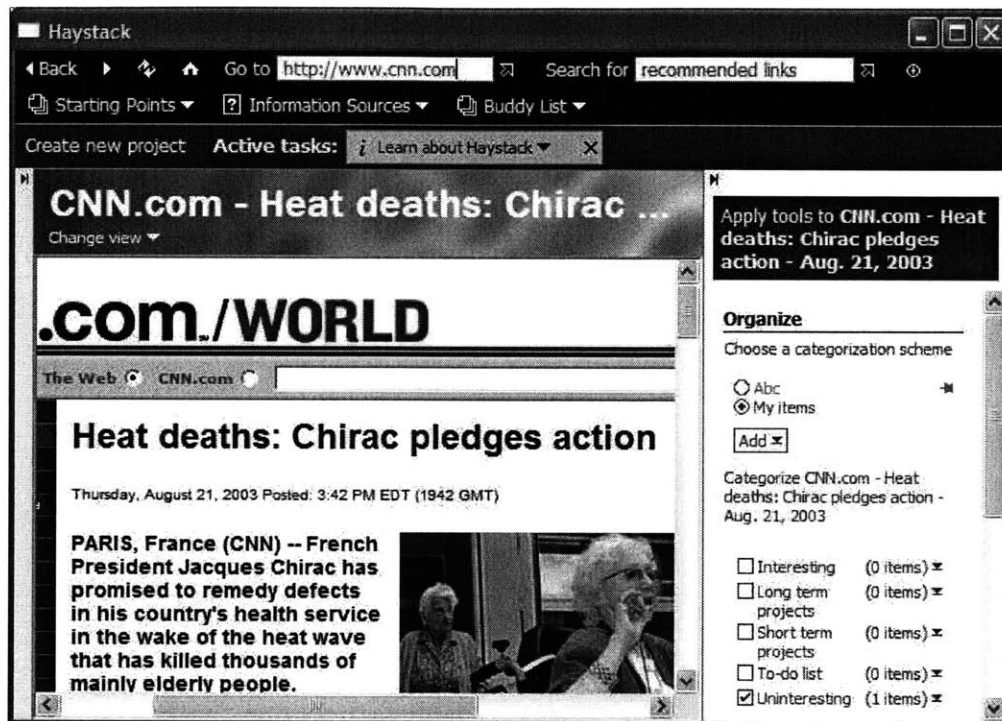 Haystack
Back Go to http://www.cnn.com Search for recommended links
Starting Points ? Information Sources Buddy List
Create new project Active tasks: i Learn about Haystack X
CNN.com - Heat deaths: Chirac ...
Change view
.com./WORLD
The Web CNN.com
Heat deaths: Chirac pledges action
Thursday, August 21, 2003 Posted: 3:42 PM EDT (1942 GMT)
PARIS, France (CNN) -- French
President Jacques Chirac has
promised to remedy defects
in his country's health service
in the wake of the heat wave
that has killed thousands of
mainly elderly people.
Apply tools to CNN.com - Heat
deaths: Chirac pledges
action - Aug. 21, 2003
Organize
Choose a categorization scheme
Abc
My items
Add
Categorize CNN.com - Heat
deaths: Chirac pledges action -
Aug. 21, 2003
Interesting (0 items)
Long term (0 items)
projects
Short term (0 items)
projects
To-do list (0 items)
Uninteresting (1 items)